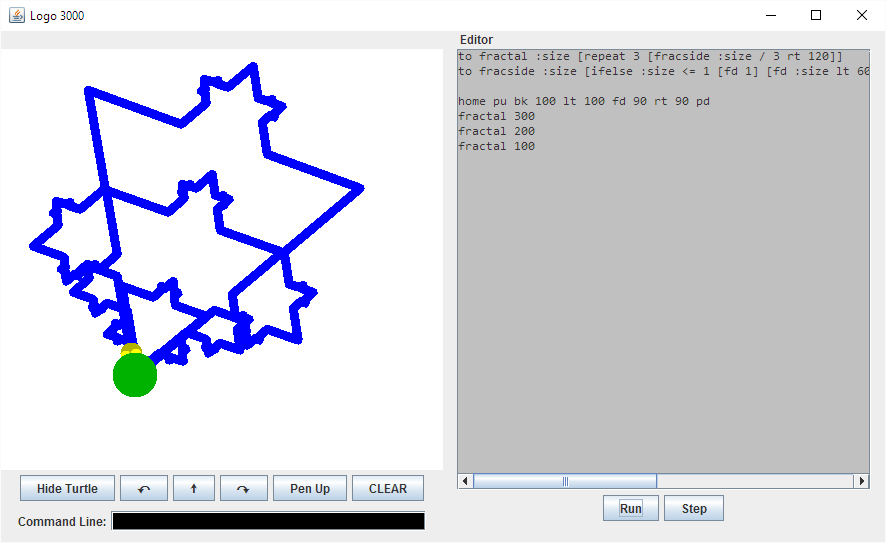 Logo 3000
Editor
to fractal :size [repeat 3 [fracside :size / 3 rt 120]]
to fracside :size [ifelse :size <= 1 [fd 1] [fd :size lt 60
home pu bk 100 lt 100 fd 90 rt 90 pd
fractal 300
fractal 200
fractal 100
Hide Turtle Pen Up CLEAR
Run Step
Command Line: